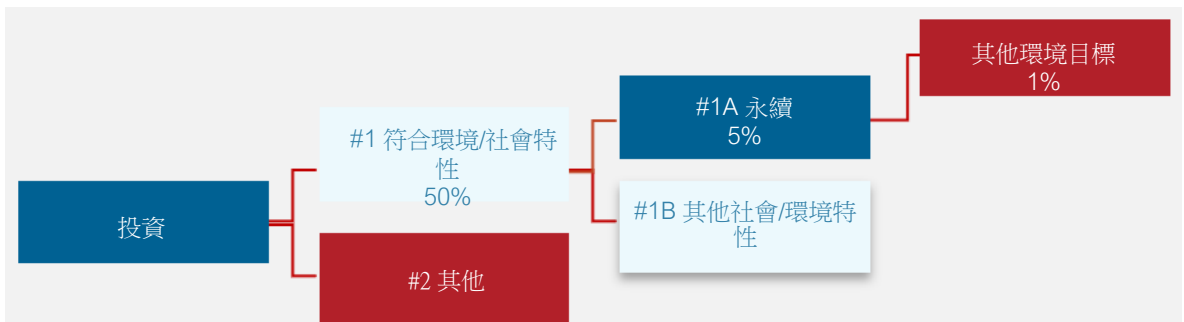 其他環境目標
1%
#1A 永續
5%
#1 符合環境/社會特
性
50%
#1B 其他社會/環境特
性
投資
#2 其他